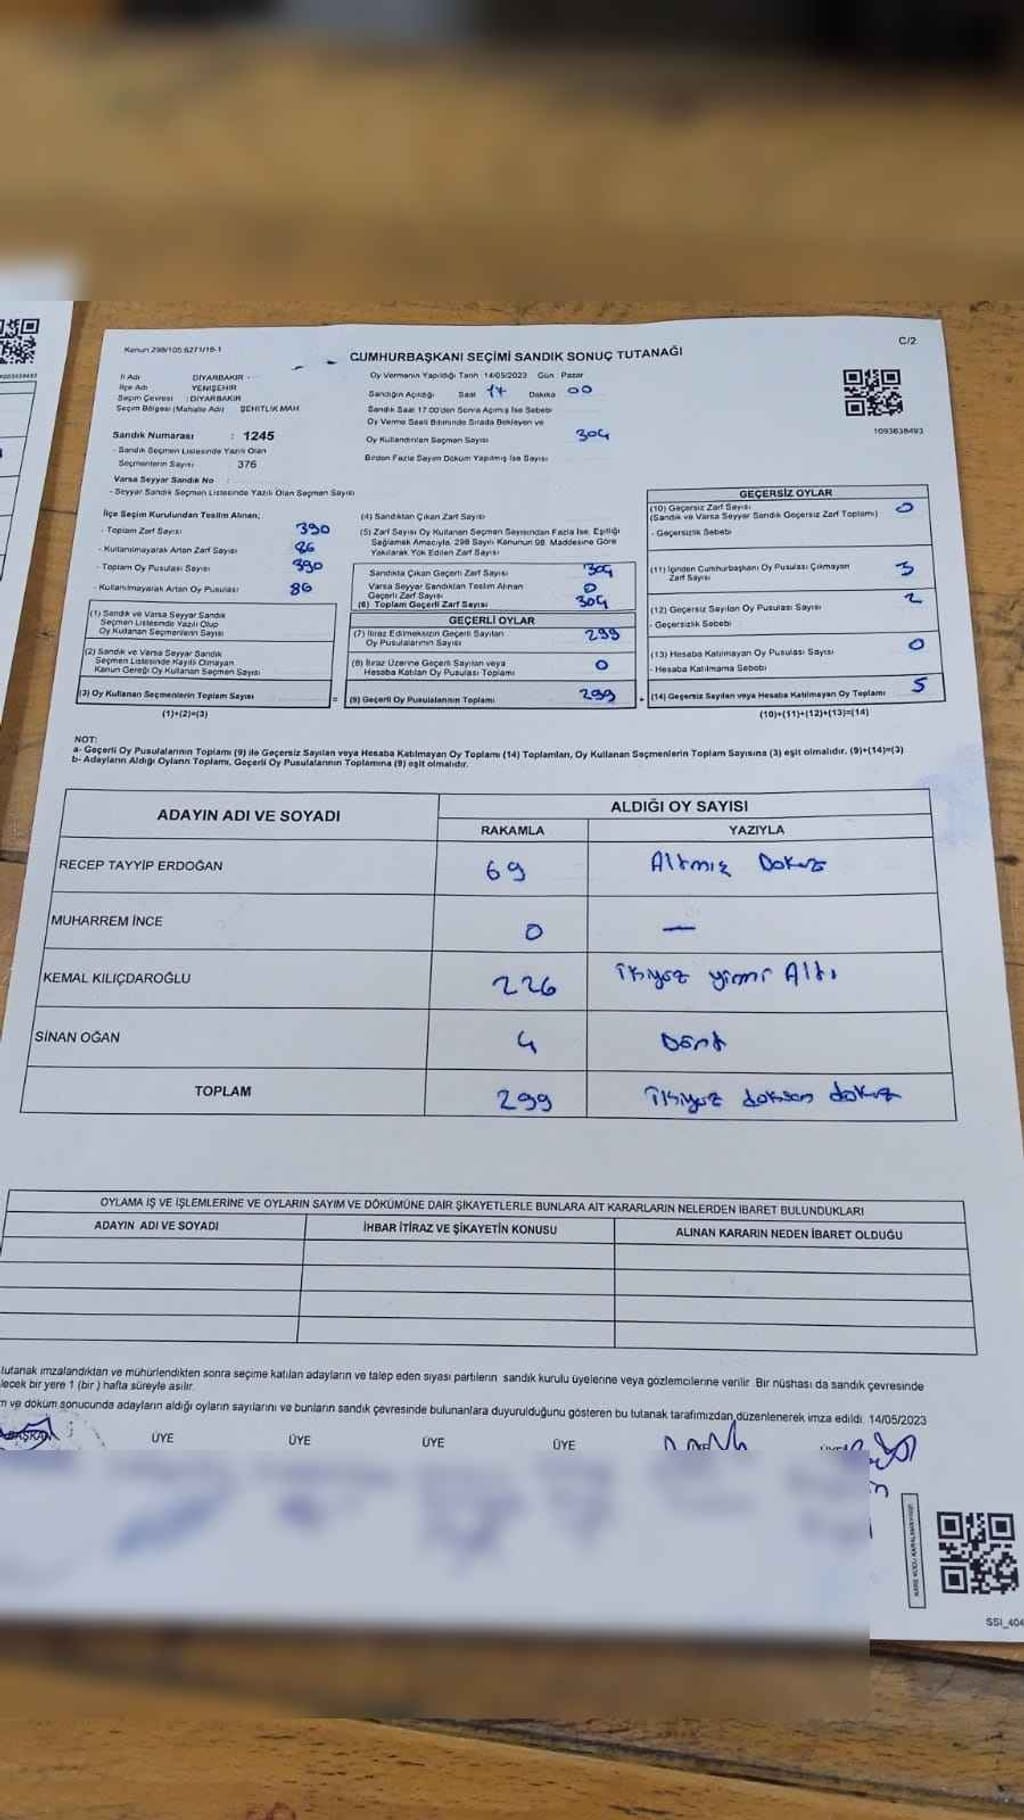 Kanun 298/105 6271/18-1
C/2
CUMHURBAŞKANI SEÇİMİ SANDIK SONUÇ TUTANAĞI
İl Adı DİYARBAKIR
İlçe Adı YENİŞEHİR
Seçim Çevresi : DİYARBAKIR
Seçim Bölgesi (Mahalle Adı) ŞEHİTLİK MAH.
Oy Vermenin Yapıldığı Tarih 14/05/2023 Gün : Pazar
Sandığın Açıldığı Saat 17 Dakika 00
Sandık Saat 17:00'den Sonra Açılmış İse Sebebi
Oy Verme Saati Bitiminde Sırada Bekleyen ve
Oy Kullandırılan Seçmen Sayısı 304
Birden Fazla Sayım Döküm Yapılmış İse Sayısı
1093638493
Sandık Numarası : 1245
- Sandık Seçmen Listesinde Yazılı Olan
Seçmenlerin Sayısı 376
Varsa Seyyar Sandık No
- Seyyar Sandık Seçmen Listesinde Yazılı Olan Seçmen Sayısı
İlçe Seçim Kurulundan Teslim Alınan;
- Toplam Zarf Sayısı 390
- Kullanılmayarak Artan Zarf Sayısı 86
- Toplam Oy Pusulası Sayısı 390
- Kullanılmayarak Artan Oy Pusulası 86
(1) Sandık ve Varsa Seyyar Sandık
Seçmen Listesinde Yazılı Olup
Oy Kullanan Seçmenlerin Sayısı
(2) Sandık ve Varsa Seyyar Sandık
Seçmen Listesinde Kayıtlı Olmayan
Kanun Gereği Oy Kullanan Seçmen Sayısı
(3) Oy Kullanan Seçmenlerin Toplam Sayısı =
(1)+(2)=(3)
(4) Sandıktan Çıkan Zarf Sayısı
(5) Zarf Sayısı Oy Kullanan Seçmen Sayısından Fazla İse, Eşitliği
Sağlamak Amacıyla, 298 Sayılı Kanunun 98. Maddesine Göre
Yakılarak Yok Edilen Zarf Sayısı
Sandıkta Çıkan Geçerli Zarf Sayısı 304
Varsa Seyyar Sandıktan Teslim Alınan
Geçerli Zarf Sayısı 0
(6) Toplam Geçerli Zarf Sayısı 304
GEÇERLİ OYLAR
(7) İtiraz Edilmeksizin Geçerli Sayılan
Oy Pusulalarının Sayısı 299
(8) İtiraz Üzerine Geçerli Sayılan veya
Hesaba Katılan Oy Pusulası Toplamı 0
(9) Geçerli Oy Pusulalarının Toplamı 299 +
GEÇERSİZ OYLAR
(10) Geçersiz Zarf Sayısı
(Sandık ve Varsa Seyyar Sandık Geçersiz Zarf Toplamı) 0
- Geçersizlik Sebebi
(11) İçinden Cumhurbaşkanı Oy Pusulası Çıkmayan
Zarf Sayısı 3
(12) Geçersiz Sayılan Oy Pusulası Sayısı 2
- Geçersizlik Sebebi
(13) Hesaba Katılmayan Oy Pusulası Sayısı 0
- Hesaba Katılmama Sebebi
(14) Geçersiz Sayılan veya Hesaba Katılmayan Oy Toplamı 5
(10)+(11)+(12)+(13)=(14)
NOT:
a- Geçerli Oy Pusulalarının Toplamı (9) ile Geçersiz Sayılan veya Hesaba Katılmayan Oy Toplamı (14) Toplamları, Oy Kullanan Seçmenlerin Toplam Sayısına (3) eşit olmalıdır. (9)+(14)=(3)
b- Adayların Aldığı Oyların Toplamı, Geçerli Oy Pusulalarının Toplamına (9) eşit olmalıdır.
ADAYIN ADI VE SOYADI
ALDIĞI OY SAYISI
RAKAMLA YAZIYLA
RECEP TAYYİP ERDOĞAN 69 Altmış Dokuz
MUHARREM İNCE 0 —
KEMAL KILIÇDAROĞLU 226 ikiyüz yirmi Altı
SİNAN OĞAN 4 Dört
TOPLAM 299 ikiyüz doksan dokuz
OYLAMA İŞ VE İŞLEMLERİNE VE OYLARIN SAYIM VE DÖKÜMÜNE DAİR ŞİKAYETLERLE BUNLARA AİT KARARLARIN NELERDEN İBARET BULUNDUKLARI
ADAYIN ADI VE SOYADI İHBAR İTİRAZ VE ŞİKAYETİN KONUSU ALINAN KARARIN NEDEN İBARET OLDUĞU
tutanak imzalandıktan ve mühürlendikten sonra seçime katılan adayların ve talep eden siyasi partilerin sandık kurulu üyelerine veya gözlemcilerine verilir. Bir nüshası da sandık çevresinde
lecek bir yere 1 (bir) hafta süreyle asılır.
m ve döküm sonucunda adayların aldığı oyların sayılarını ve bunların sandık çevresinde bulunanlara duyurulduğunu gösteren bu tutanak tarafımızdan düzenlenerek imza edildi. 14/05/2023
BAŞKAN ÜYE ÜYE ÜYE ÜYE
SSI_404